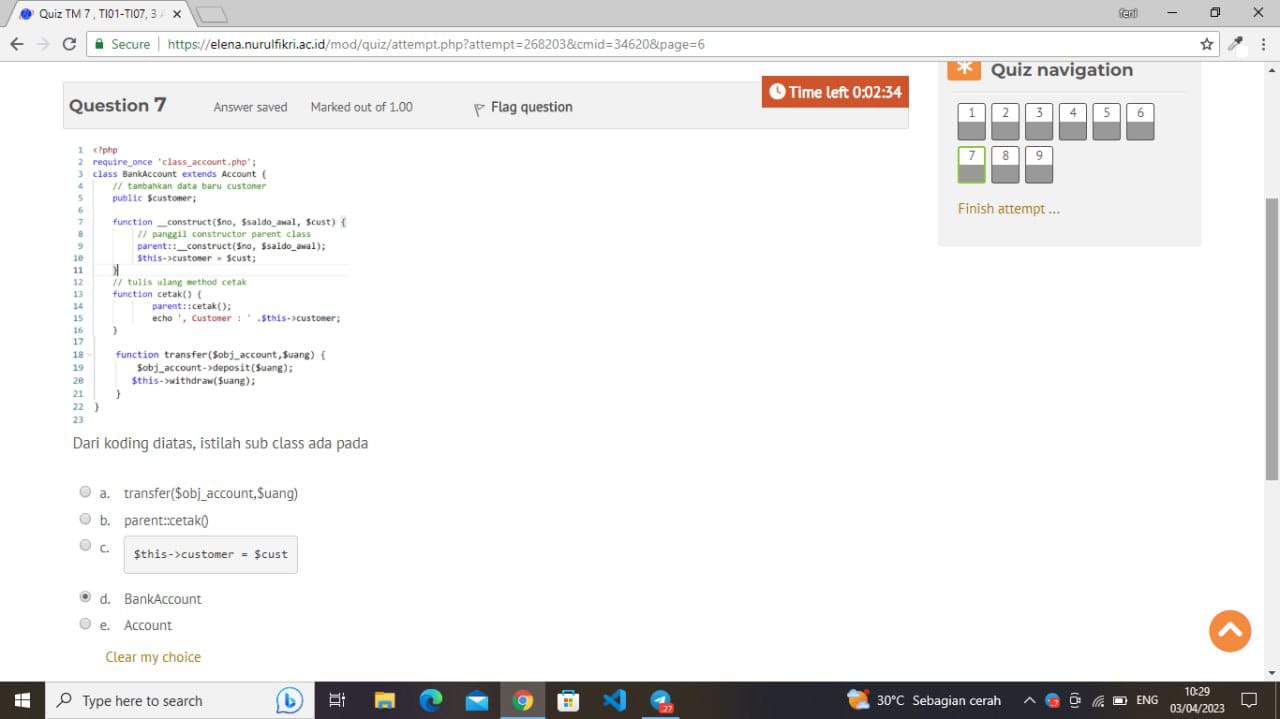 Quiz TM 7 , TI01-TI07, 3
feni
Secure
https://elena.nurulfikri.ac.id/mod/quiz/attempt.php?attempt=268203&cmid=34620&page=6
Question 7
Answer saved
Marked out of 1.00
Flag question
Time left 0:02:34
1 <?php
2 require_once 'class_account.php';
3 class BankAccount extends Account {
4 // tambahkan data baru customer
5 public $customer;
6
7 function __construct($no, $saldo_awal, $cust) {
8 // panggil constructor parent class
9 parent::__construct($no, $saldo_awal);
10 $this->customer = $cust;
11 }
12 // tulis ulang method cetak
13 function cetak() {
14 parent::cetak();
15 echo ', Customer : ' .$this->customer;
16 }
17
18 function transfer($obj_account,$uang) {
19 $obj_account->deposit($uang);
20 $this->withdraw($uang);
21 }
22 }
23
Dari koding diatas, istilah sub class ada pada
a. transfer($obj_account,$uang)
b. parent::cetak()
c. $this->customer = $cust
d. BankAccount
e. Account
Clear my choice
Quiz navigation
1 2 3 4 5 6
7 8 9
Finish attempt ...
Type here to search
27
30°C Sebagian cerah
ENG
10:29
03/04/2023